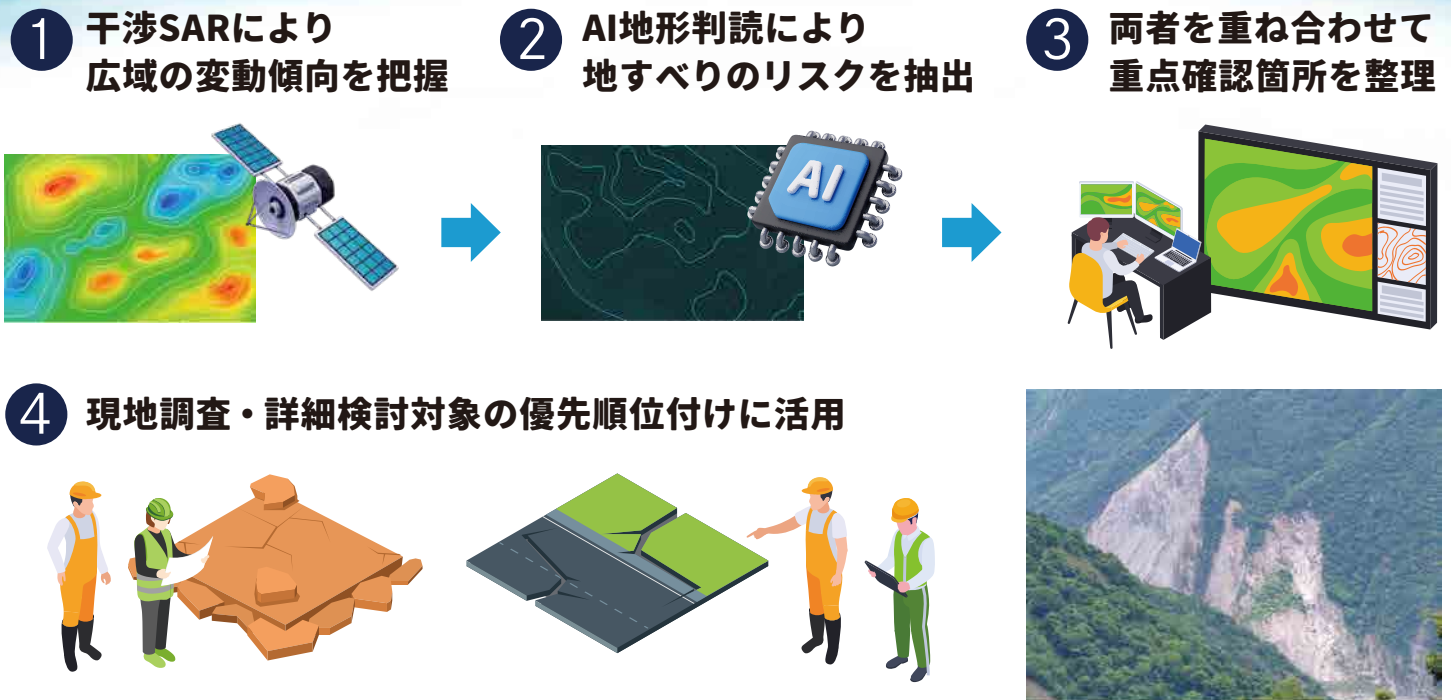 1 干渉SARにより
広域の変動傾向を把握
2 AI地形判読により
地すべりのリスクを抽出
3 両者を重ね合わせて
重点確認箇所を整理
AI
4 現地調査・詳細検討対象の優先順位付けに活用